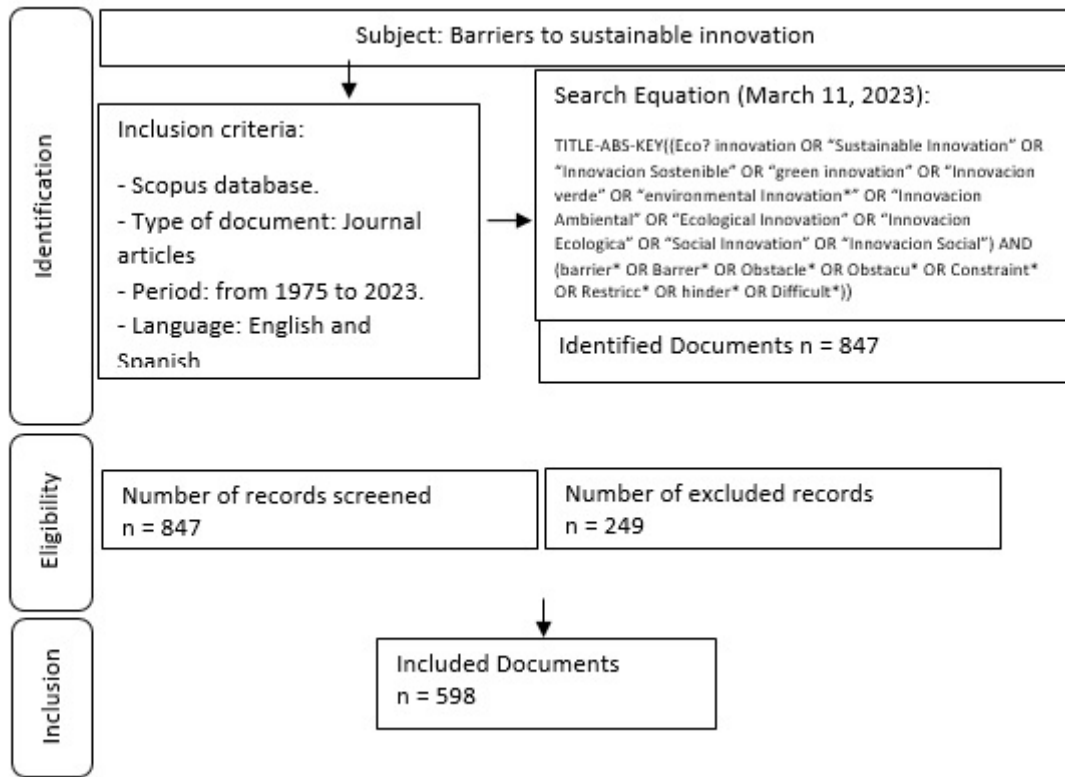 Identification
Subject: Barriers to sustainable innovation
Inclusion criteria:
- Scopus database.
- Type of document: Journal
articles
- Period: from 1975 to 2023.
- Language: English and
Spanish
Search Equation (March 11, 2023):
TITLE-ABS-KEY((Eco? innovation OR “Sustainable Innovation” OR
“Innovacion Sostenible” OR “green innovation” OR “Innovacion
verde” OR “environmental Innovation*” OR “Innovacion
Ambiental” OR “Ecological Innovation” OR “Innovacion
Ecologica” OR “Social Innovation” OR “Innovacion Social”) AND
(barrier* OR Barrer* OR Obstacle* OR Obstacu* OR Constraint*
OR Restricc* OR hinder* OR Difficult*))
Identified Documents n = 847
Eligibility
Number of records screened
n = 847
Number of excluded records
n = 249
Inclusion
Included Documents
n = 598